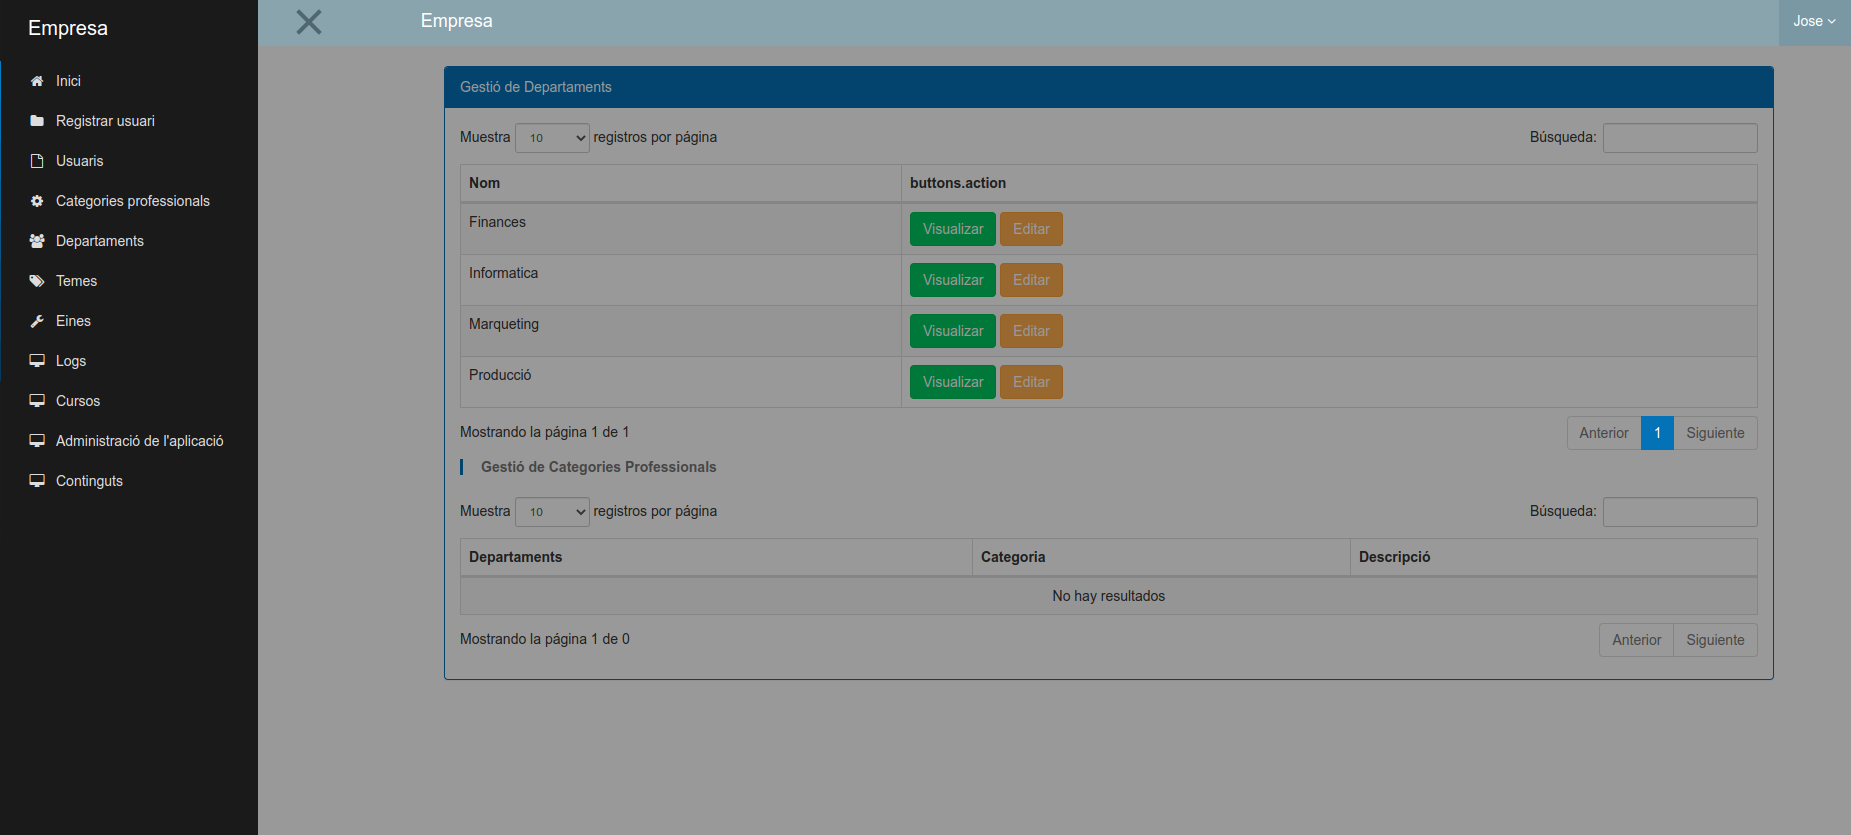 Empresa
Inici
Registrar usuari
Usuaris
Categories professionals
Departaments
Temes
Eines
Logs
Cursos
Administració de l'aplicació
Continguts
Empresa
Jose
Gestió de Departaments
Muestra 10 registros por página
Búsqueda:
Nom buttons.action
Finances Visualizar Editar
Informatica Visualizar Editar
Marqueting Visualizar Editar
Producció Visualizar Editar
Mostrando la página 1 de 1
Anterior 1 Siguiente
Gestió de Categories Professionals
Muestra 10 registros por página
Búsqueda:
Departaments Categoria Descripció
No hay resultados
Mostrando la página 1 de 0
Anterior Siguiente